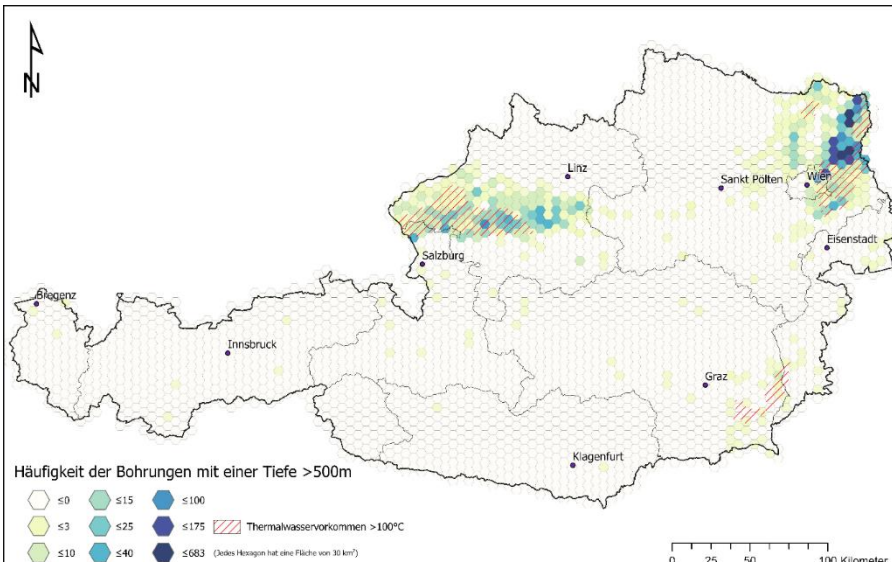 N
Linz
Sankt Pölten
Wien
Eisenstadt
Salzburg
Bregenz
Innsbruck
Graz
Klagenfurt
Häufigkeit der Bohrungen mit einer Tiefe >500m
≤0 ≤15 ≤100
≤3 ≤25 ≤175 Thermalwasservorkommen >100°C
≤10 ≤40 ≤683 (Jedes Hexagon hat eine Fläche von 30 km²)
0 25 50 100 Kilometer